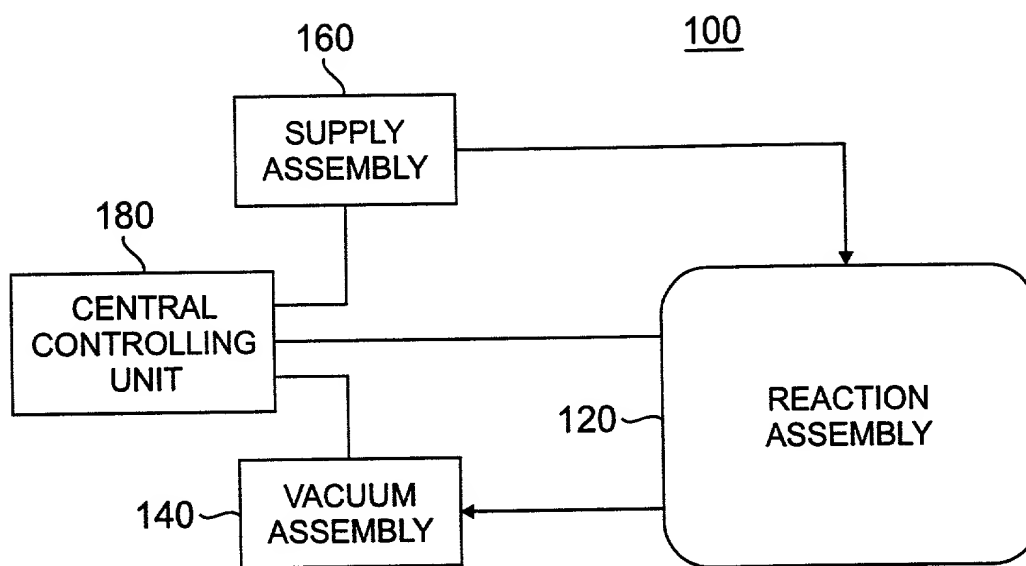 100
160
SUPPLY
ASSEMBLY
180
CENTRAL
CONTROLLING
UNIT
120
REACTION
ASSEMBLY
140
VACUUM
ASSEMBLY